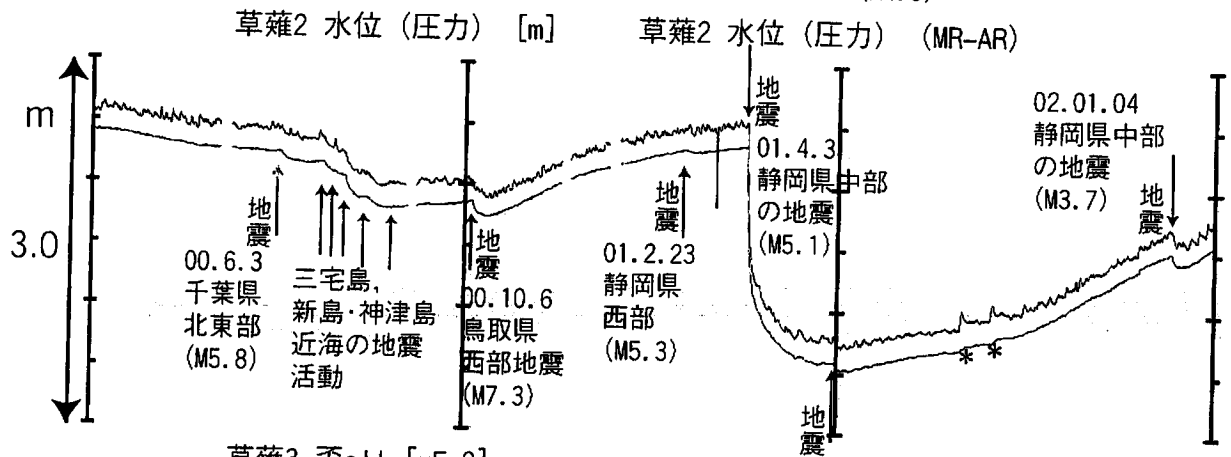 草薙2 水位（圧力） [m]
草薙2 水位（圧力） (MR-AR)
m
3.0
地震
00.6.3
千葉県
北東部
(M5.8)
三宅島,
新島・神津島
近海の地震
活動
地震
00.10.6
鳥取県
西部地震
(M7.3)
地震
01.2.23
静岡県
西部
(M5.3)
地震
01.4.3
静岡県中部
の地震
(M5.1)
地震
* *
02.01.04
静岡県中部
の地震
(M3.7)
地震